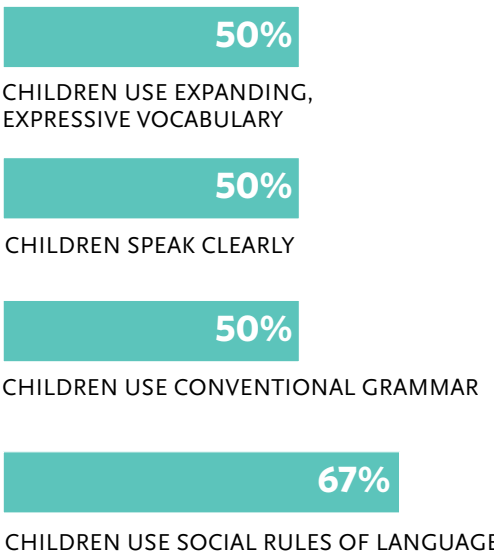 50%
CHILDREN USE EXPANDING,
EXPRESSIVE VOCABULARY
50%
CHILDREN SPEAK CLEARLY
50%
CHILDREN USE CONVENTIONAL GRAMMAR
67%
CHILDREN USE SOCIAL RULES OF LANGUAGE